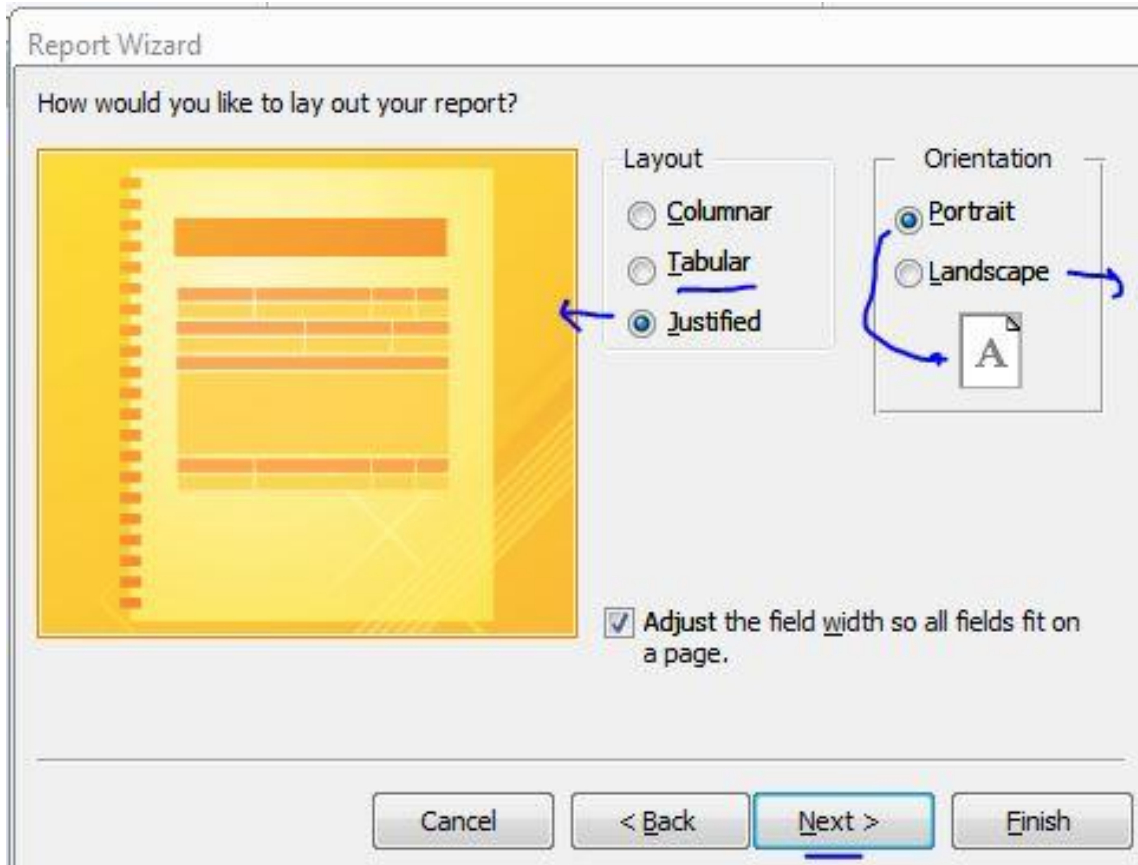 Report Wizard
How would you like to lay out your report?
Layout
Columnar
Tabular
Justified
Orientation
Portrait
Landscape
A
Adjust the field width so all fields fit on
a page.
Cancel
< Back
Next >
Finish